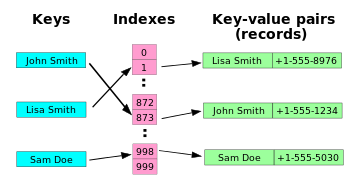 Keys
Indexes
Key-value pairs
(records)
John Smith
Lisa Smith
Sam Doe
0
1
:
872
873
:
998
999
Lisa Smith +1-555-8976
John Smith +1-555-1234
Sam Doe +1-555-5030